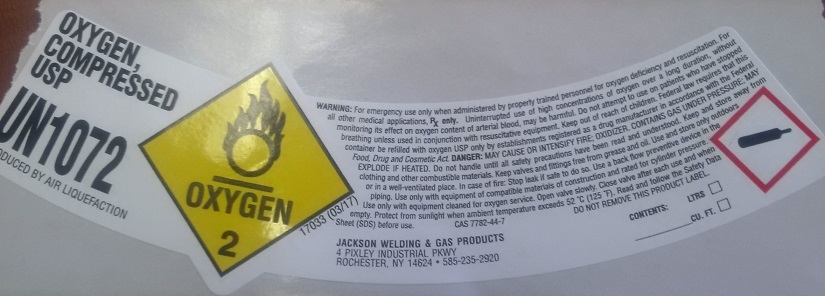 OXYGEN,
COMPRESSED
USP
UN1072
ODUCED BY AIR LIQUEFACTION
OXYGEN
2
17033 (03/17)
WARNING: For emergency use only when administered by properly trained personnel for oxygen deficiency and resuscitation. For
all other medical applications, Rx only. Uninterrupted use of high concentrations of oxygen over a long duration, without
monitoring its effect on oxygen content of arterial blood, may be harmful. Do not attempt to use on patients who have stopped
breathing unless used in conjunction with resuscitative equipment. Keep out of reach of children. Federal law requires that this
container be refilled with oxygen USP only by establishments registered as a drug manufacturer in accordance with the Federal
Food, Drug and Cosmetic Act. DANGER: MAY CAUSE OR INTENSIFY FIRE; OXIDIZER. CONTAINS GAS UNDER PRESSURE; MAY
EXPLODE IF HEATED. Do not handle until all safety precautions have been read and understood. Keep and store away from
clothing and other combustible materials. Keep valves and fittings free from grease and oil. Use and store only outdoors
or in a well-ventilated place. In case of fire: Stop leak if safe to do so. Use a back flow preventive device in the
piping. Use only with equipment of compatible materials of construction and rated for cylinder pressure.
Use only with equipment cleaned for oxygen service. Open valve slowly. Close valve after each use and when
empty. Protect from sunlight when ambient temperature exceeds 52 °C (125 °F). Read and follow the Safety Data
Sheet (SDS) before use. CAS 7782-44-7 DO NOT REMOVE THIS PRODUCT LABEL.
JACKSON WELDING & GAS PRODUCTS
4 PIXLEY INDUSTRIAL PKWY
ROCHESTER, NY 14624 • 585-235-2920
CONTENTS: LTRS
CU. FT.